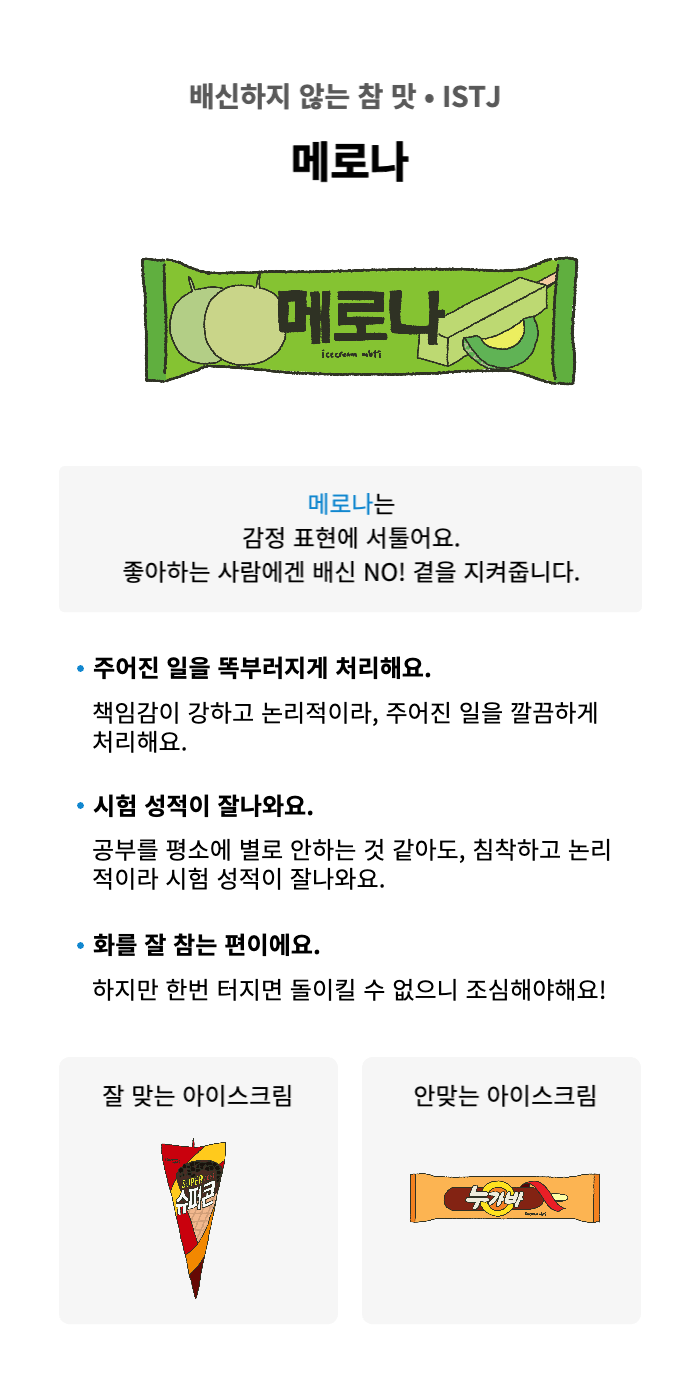 배신하지 않는 참 맛 • ISTJ
메로나
메로나
icecream mbti
메로나는
감정 표현에 서툴어요.
좋아하는 사람에겐 배신 NO! 곁을 지켜줍니다.
• 주어진 일을 똑부러지게 처리해요.
책임감이 강하고 논리적이라, 주어진 일을 깔끔하게
처리해요.
• 시험 성적이 잘나와요.
공부를 평소에 별로 안하는 것 같아도, 침착하고 논리
적이라 시험 성적이 잘나와요.
• 화를 잘 참는 편이에요.
하지만 한번 터지면 돌이킬 수 없으니 조심해야해요!
잘 맞는 아이스크림
안맞는 아이스크림
SUPER
슈퍼콘
누가바